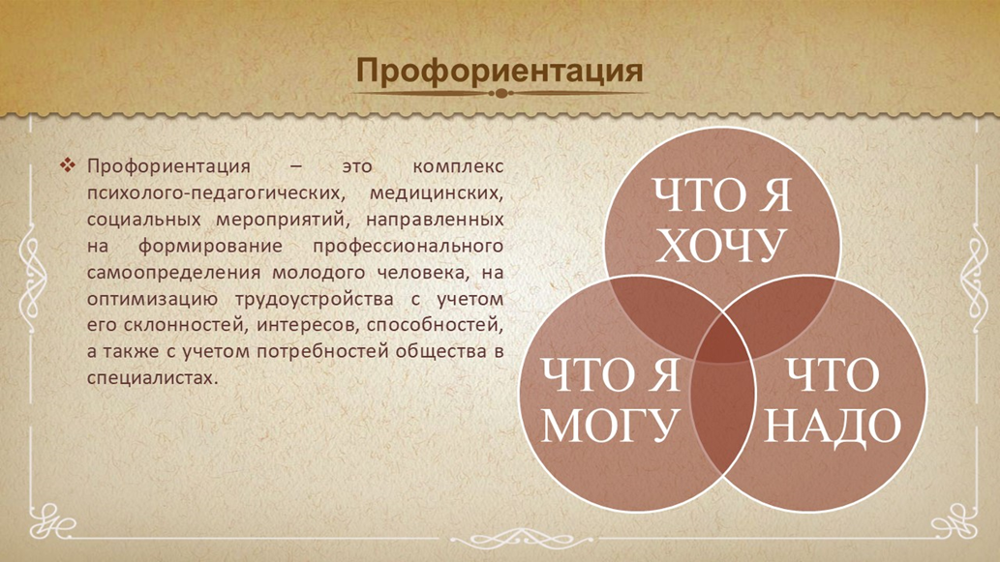 Профориентация
Профориентация – это комплекс
психолого-педагогических, медицинских,
социальных мероприятий, направленных
на формирование профессионального
самоопределения молодого человека, на
оптимизацию трудоустройства с учетом
его склонностей, интересов, способностей,
а также с учетом потребностей общества в
специалистах.
ЧТО Я
ХОЧУ
ЧТО Я
МОГУ
ЧТО
НАДО